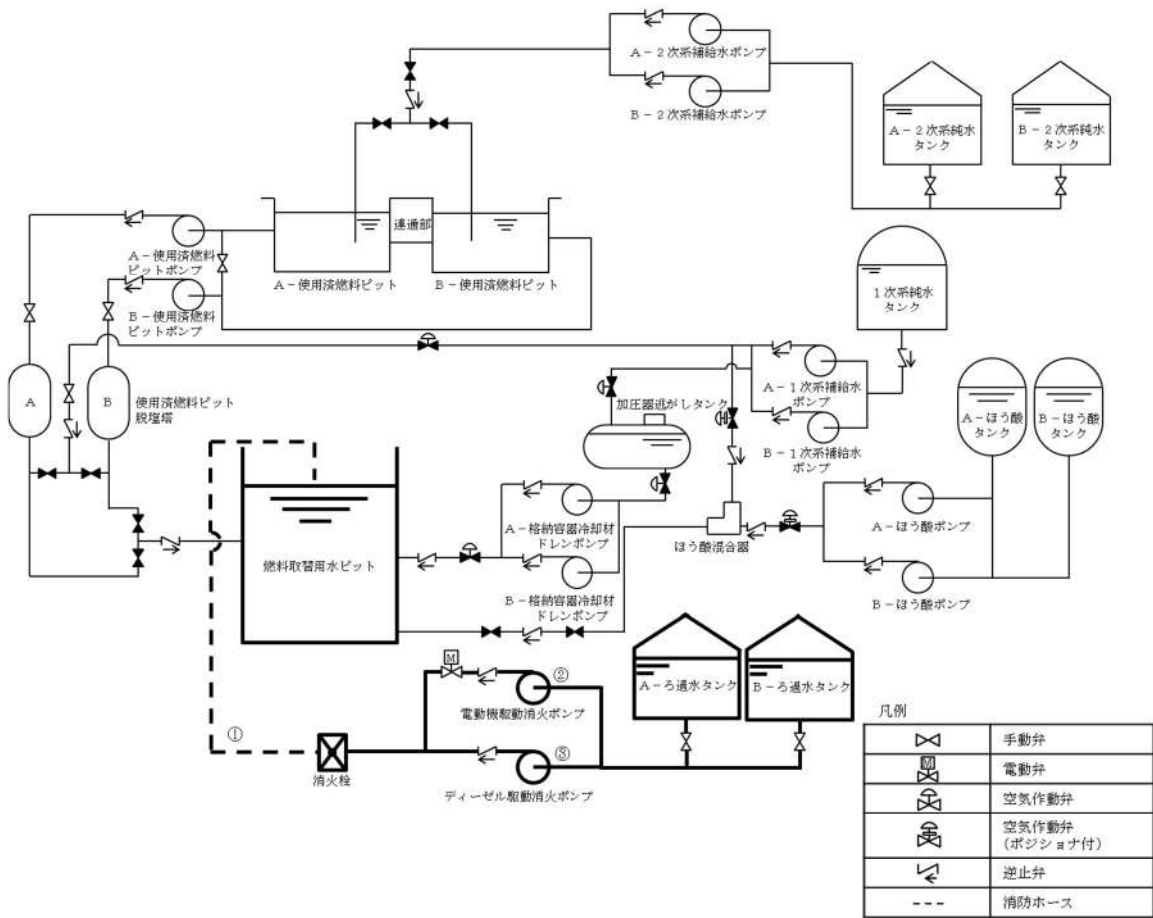 A-2次系補給水ポンプ
B-2次系補給水ポンプ
A-2次系純水
タンク
B-2次系純水
タンク
連通部
A-使用済燃料
ピットポンプ
A-使用済燃料ピット
B-使用済燃料ピット
1次系純水
タンク
B-使用済燃料
ピットポンプ
A
B
使用済燃料ピット
脱塩塔
加圧器逃がしタンク
A-1次系補給水
ポンプ
B-1次系補給水
ポンプ
A-ほう酸
タンク
B-ほう酸
タンク
燃料取替用水ピット
A-格納容器冷却材
ドレンポンプ
B-格納容器冷却材
ドレンポンプ
ほう酸混合器
A-ほう酸ポンプ
B-ほう酸ポンプ
A-ろ過水タンク
B-ろ過水タンク
M
②
電動機駆動消火ポンプ
①
③
消火栓
ディーゼル駆動消火ポンプ
凡例
手動弁
M
電動弁
空気作動弁
空気作動弁
(ポジショナ付)
逆止弁
消防ホース